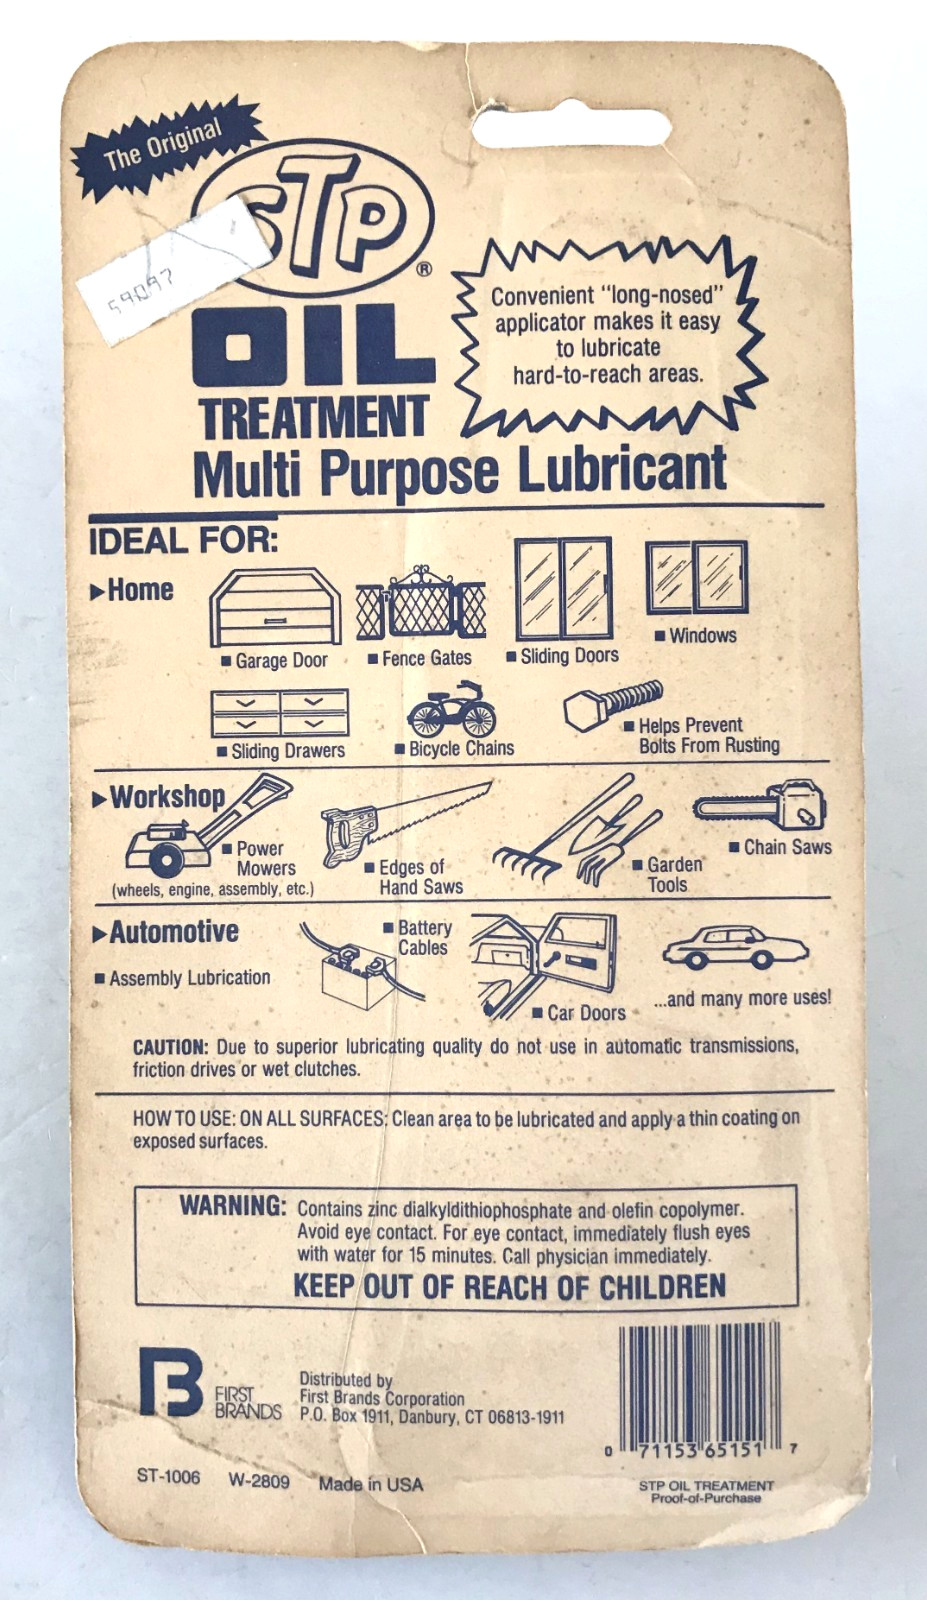 The Original
STP®
59097
OIL
TREATMENT
Multi Purpose Lubricant
Convenient "long-nosed"
applicator makes it easy
to lubricate
hard-to-reach areas.
IDEAL FOR:
▶Home
■ Garage Door
■ Fence Gates
■ Sliding Doors
■ Windows
■ Sliding Drawers
■ Bicycle Chains
■ Helps Prevent
Bolts From Rusting
▶Workshop
■ Power
Mowers
(wheels, engine, assembly, etc.)
■ Edges of
Hand Saws
■ Garden
Tools
■ Chain Saws
▶Automotive
■ Assembly Lubrication
■ Battery
Cables
■ Car Doors
...and many more uses!
CAUTION: Due to superior lubricating quality do not use in automatic transmissions,
friction drives or wet clutches.
HOW TO USE: ON ALL SURFACES: Clean area to be lubricated and apply a thin coating on
exposed surfaces.
WARNING: Contains zinc dialkyldithiophosphate and olefin copolymer.
Avoid eye contact. For eye contact, immediately flush eyes
with water for 15 minutes. Call physician immediately.
KEEP OUT OF REACH OF CHILDREN
B
FIRST
BRANDS
Distributed by
First Brands Corporation
P.O. Box 1911, Danbury, CT 06813-1911
0 71153 65151 7
ST-1006 W-2809 Made in USA
STP OIL TREATMENT
Proof-of-Purchase